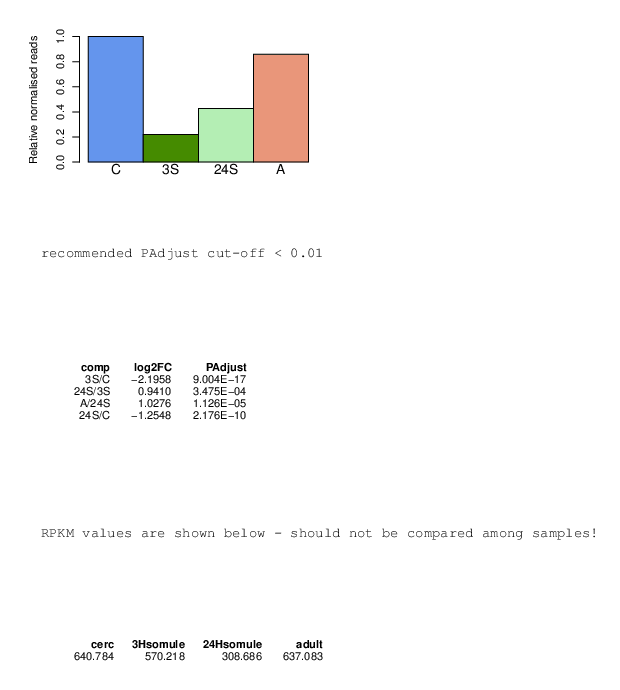 Relative normalised reads
1.0
0.8
0.6
0.4
0.2
0.0
C 3S 24S A
recommended PAdjust cut-off < 0.01
comp log2FC PAdjust
3S/C −2.1958 9.004E−17
24S/3S 0.9410 3.475E−04
A/24S 1.0276 1.126E−05
24S/C −1.2548 2.176E−10
RPKM values are shown below - should not be compared among samples!
cerc 3Hsomule 24Hsomule adult
640.784 570.218 308.686 637.083